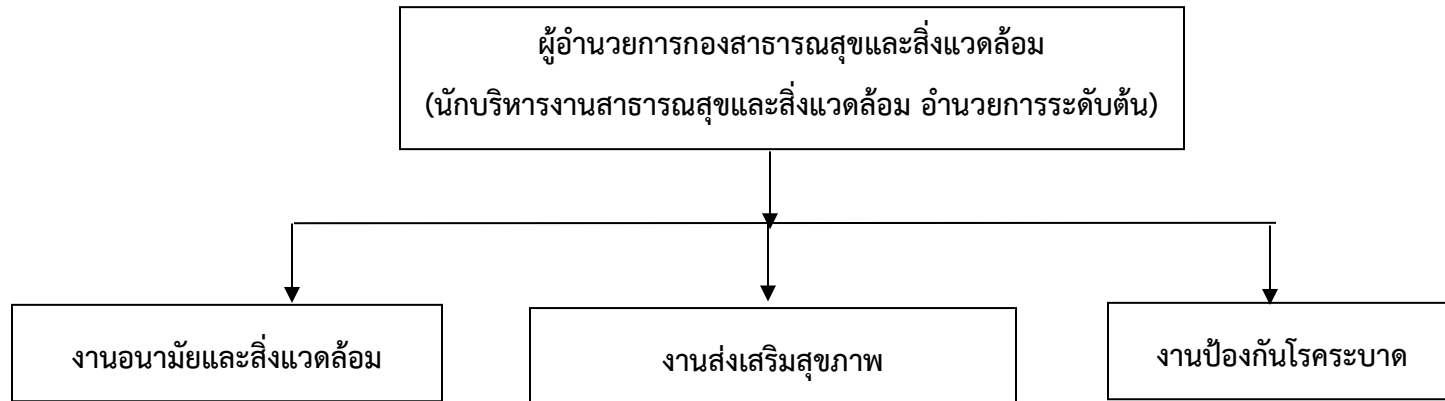 ผู้อำนวยการกองสาธารณสุขและสิ่งแวดล้อม
(นักบริหารงานสาธารณสุขและสิ่งแวดล้อม อำนวยการระดับต้น)
งานอนามัยและสิ่งแวดล้อม
งานส่งเสริมสุขภาพ
งานป้องกันโรคระบาด